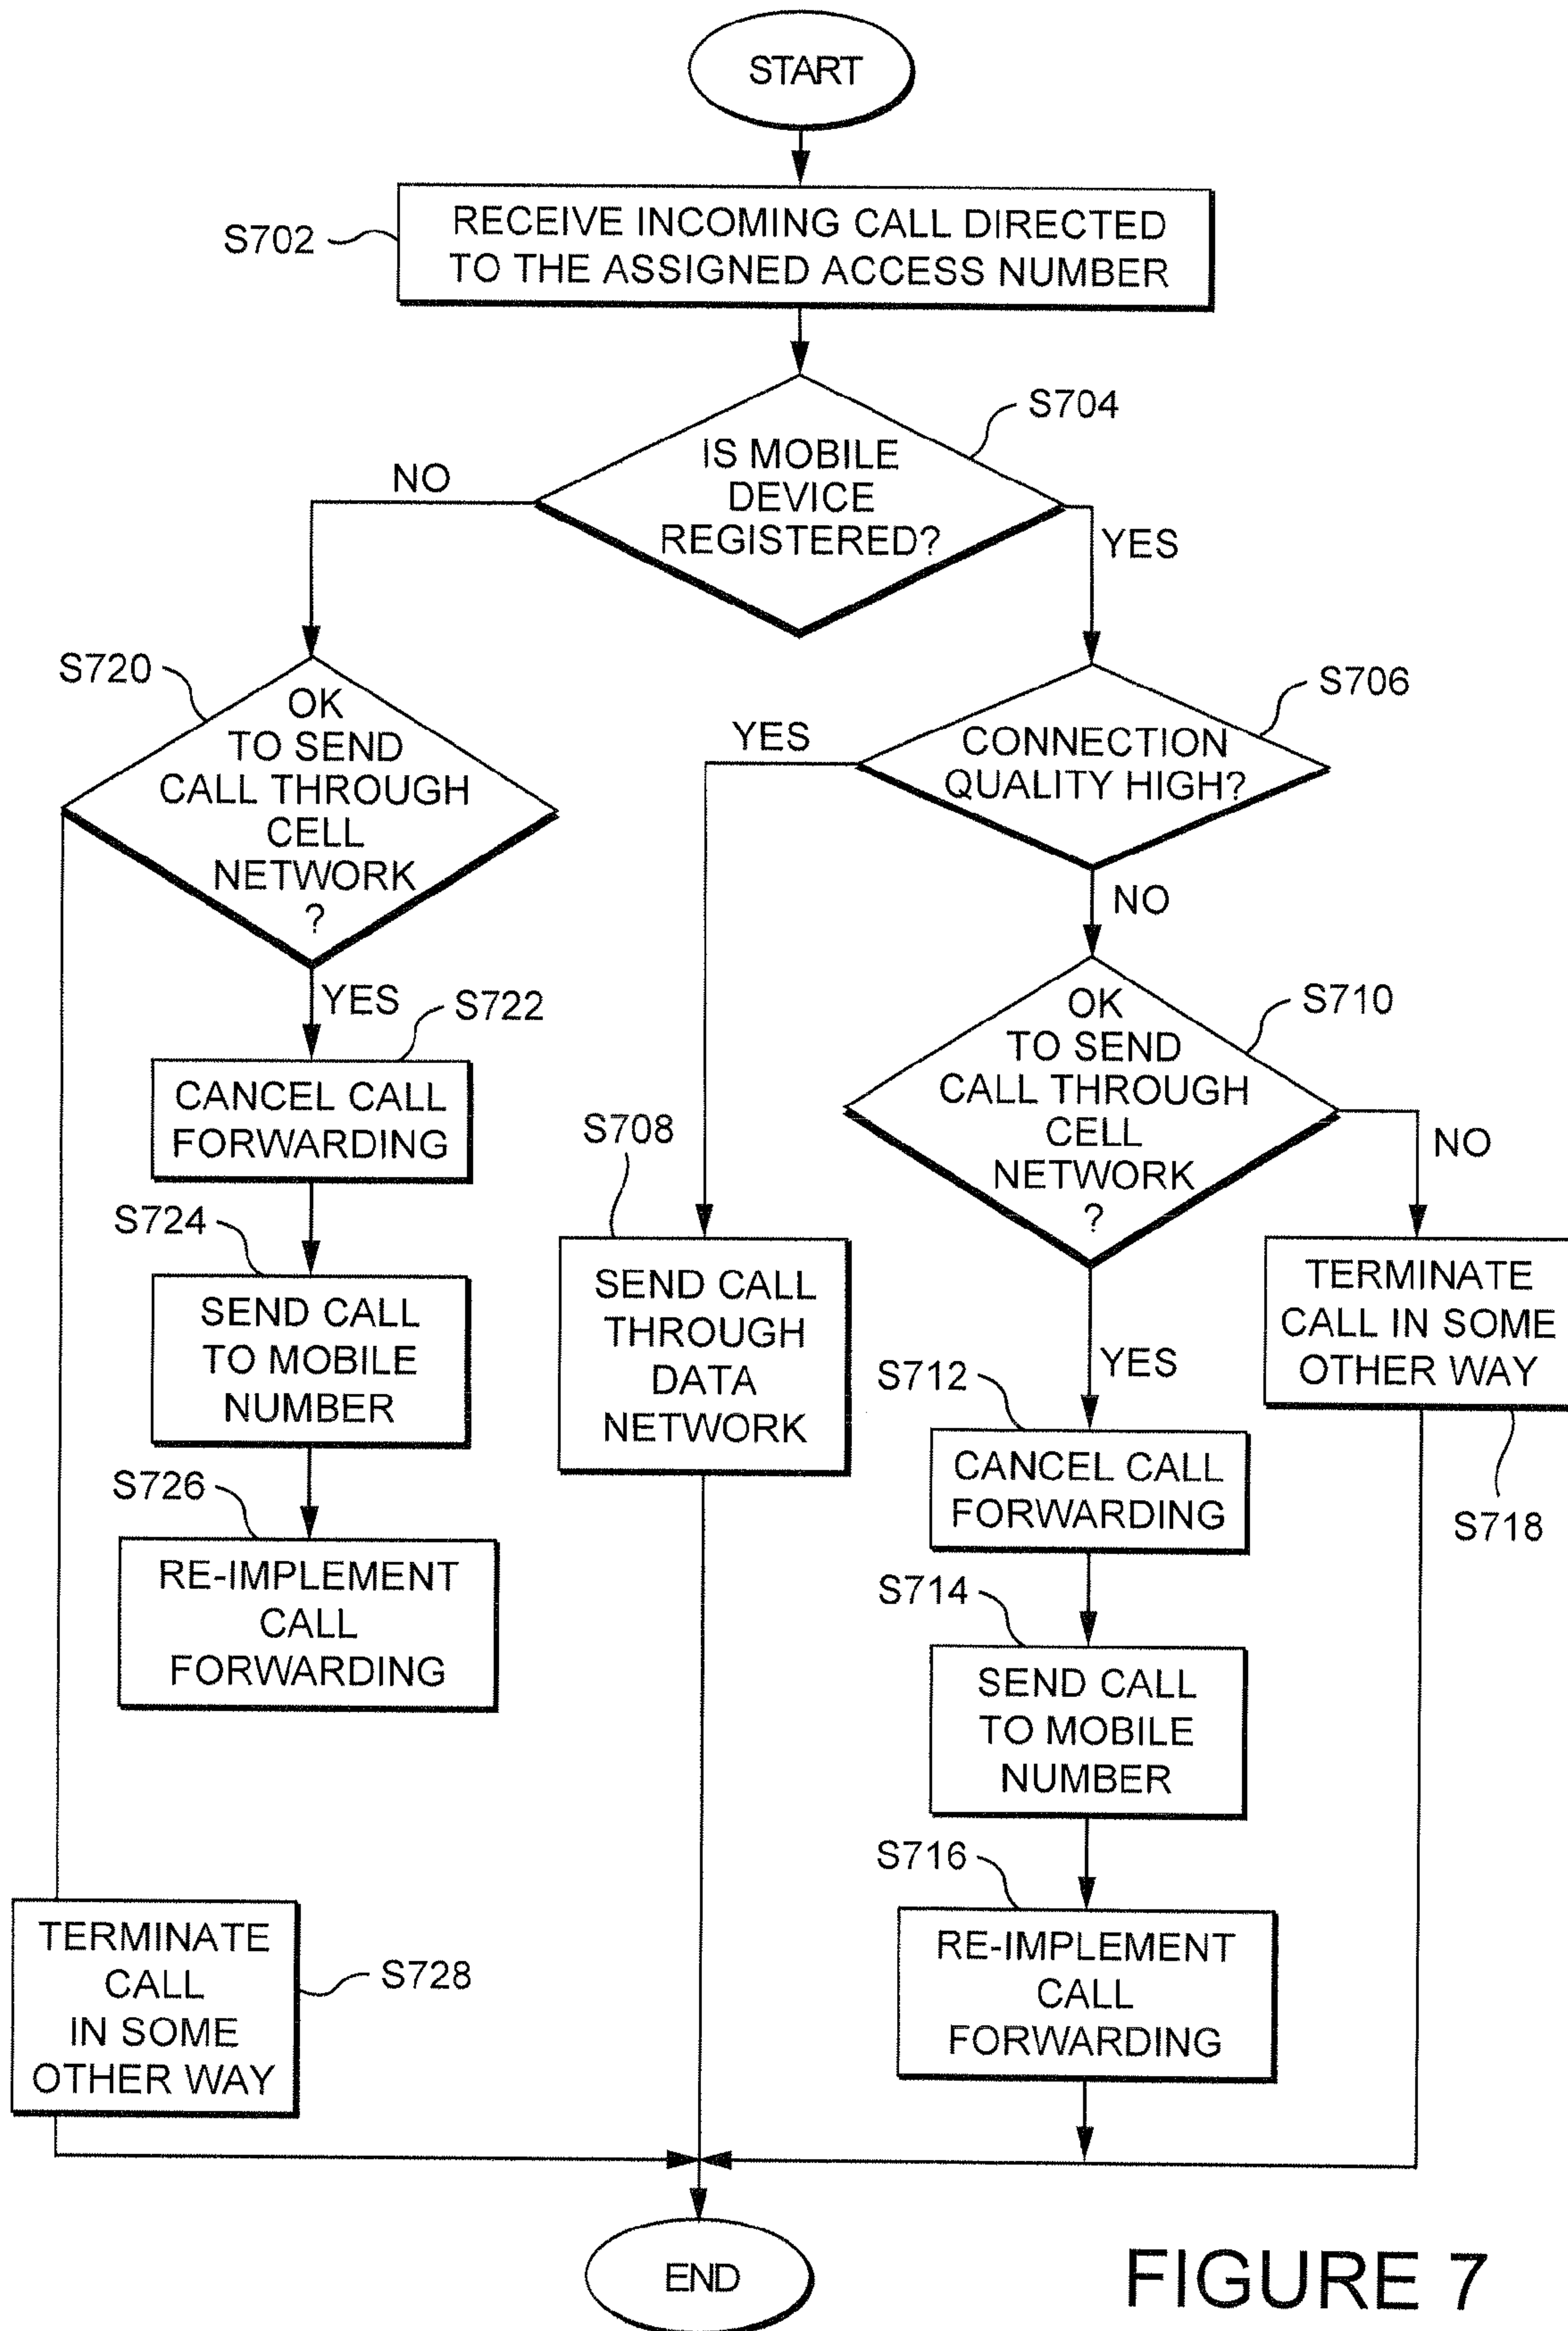 START
S702
RECEIVE INCOMING CALL DIRECTED
TO THE ASSIGNED ACCESS NUMBER
S704
IS MOBILE
DEVICE
REGISTERED?
NO
YES
S720
OK
TO SEND
CALL THROUGH
CELL
NETWORK
?
S706
CONNECTION
QUALITY HIGH?
YES
NO
YES
S722
CANCEL CALL
FORWARDING
S710
OK
TO SEND
CALL THROUGH
CELL
NETWORK
?
NO
YES
S724
SEND CALL
TO MOBILE
NUMBER
S708
SEND CALL
THROUGH
DATA
NETWORK
TERMINATE
CALL IN SOME
OTHER WAY
S718
S712
CANCEL CALL
FORWARDING
S726
RE-IMPLEMENT
CALL
FORWARDING
S714
SEND CALL
TO MOBILE
NUMBER
S716
RE-IMPLEMENT
CALL
FORWARDING
TERMINATE
CALL
IN SOME
OTHER WAY
S728
END
FIGURE 7